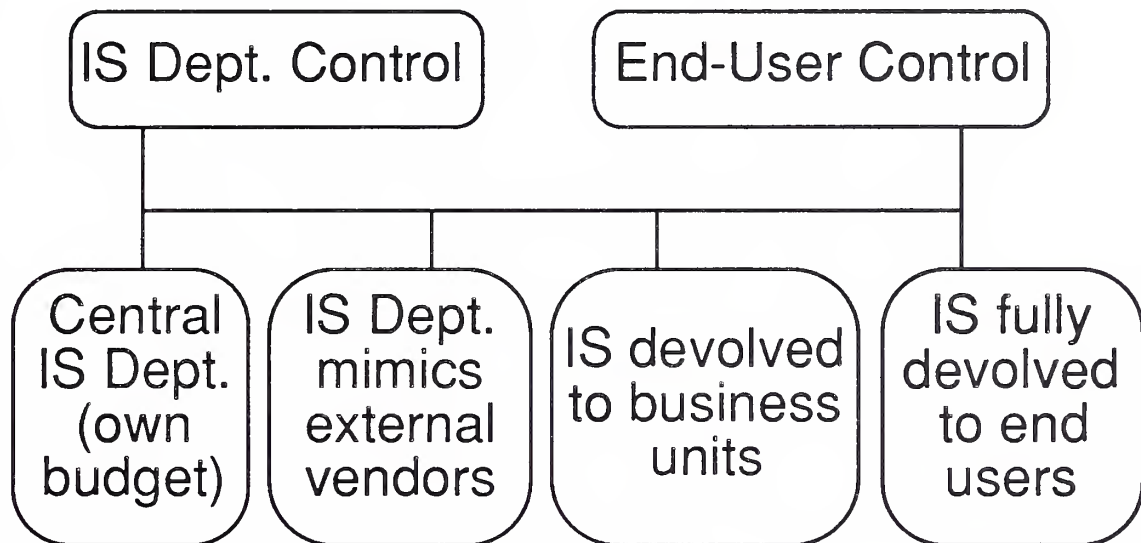 IS Dept. Control
End-User Control
Central
IS Dept.
(own
budget)
IS Dept.
mimics
external
vendors
IS devolved
to business
units
IS fully
devolved
to end
users